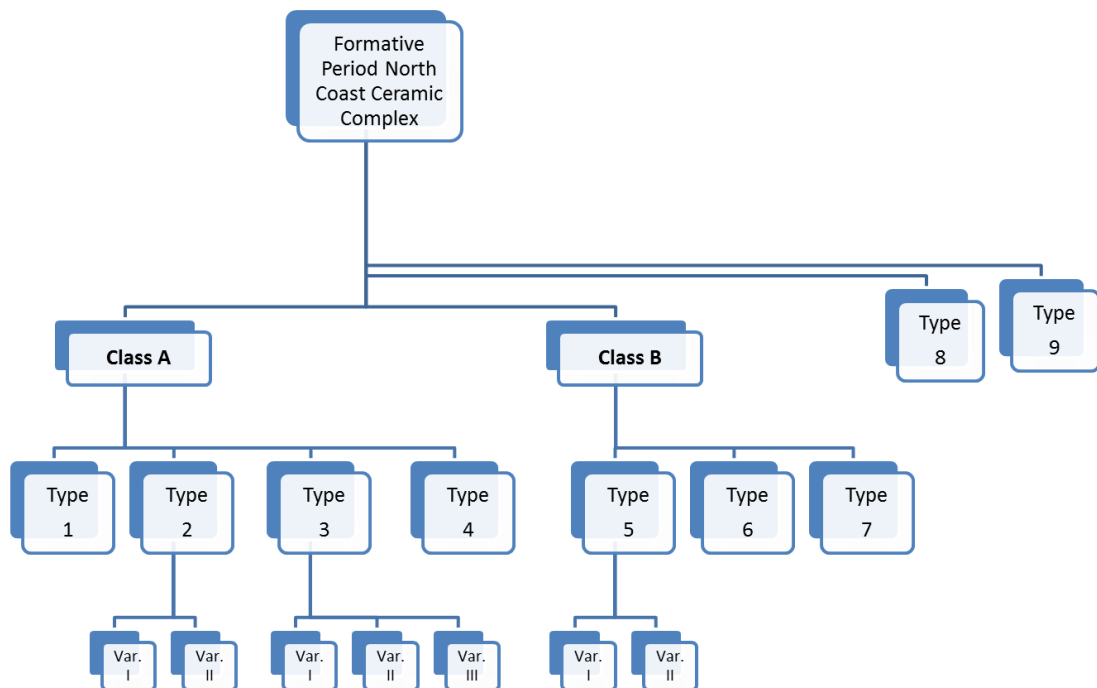 Formative
Period North
Coast Ceramic
Complex
Type
8
Type
9
Class A
Class B
Type
1
Type
2
Type
3
Type
4
Type
5
Type
6
Type
7
Var.
I
Var.
II
Var.
I
Var.
II
Var.
III
Var.
I
Var.
II